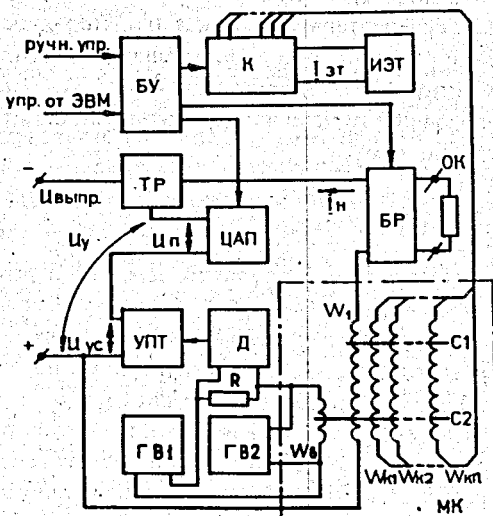 ручн. упр.
упр. от ЭВМ
БУ
К
I эт
ИЭТ
−
Uвыпр.
ТР
Iн
БР
ОК
Uу
Uп
ЦАП
+
Uус
УПТ
Д
R
ГВ1
ГВ2
Wв
W1
С1
С2
Wк1 Wк2 Wкп
МК